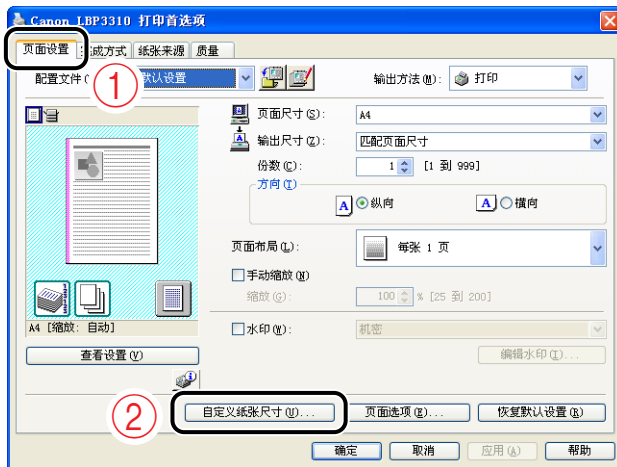 Canon LBP3310 打印首选项
页面设置 成方式 纸张来源 质量
配置文件( 默认设置 输出方法(M): 打印
1
页面尺寸(S): A4
输出尺寸(Z): 匹配页面尺寸
份数(C): 1 [1 到 999]
方向(T)
A 纵向 A 横向
页面布局(L): 每张 1 页
手动缩放(N)
缩放(G): 100 % [25 到 200]
A4 [缩放: 自动]
水印(W): 机密
查看设置(V) 编辑水印(I)...
2
自定义纸张尺寸(U)... 页面选项(E)... 恢复默认设置(R)
确定 取消 应用(A) 帮助